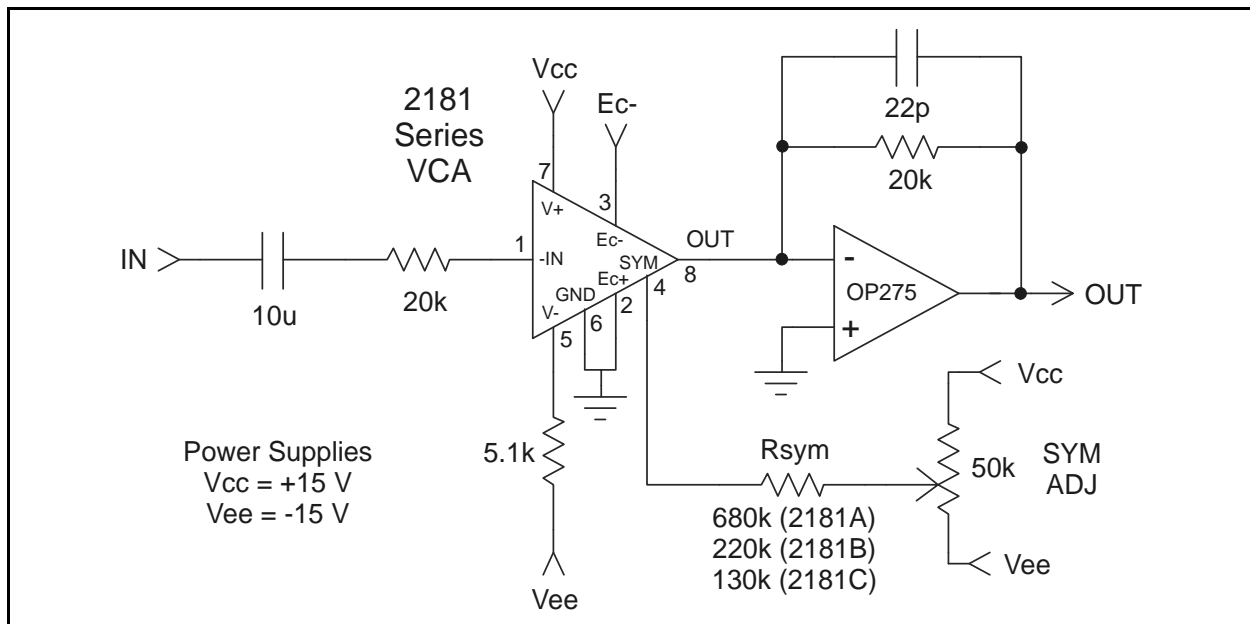 Vcc
2181
Series
VCA
Ec-
22p
20k
7
3
V+
Ec-
IN
10u
20k
1
-IN
SYM
OUT
8
4
Ec+
2
GND
6
V-
5
-
OP275
+
OUT
5.1k
Vee
Power Supplies
Vcc = +15 V
Vee = -15 V
Rsym
680k (2181A)
220k (2181B)
130k (2181C)
Vcc
50k
SYM
ADJ
Vee